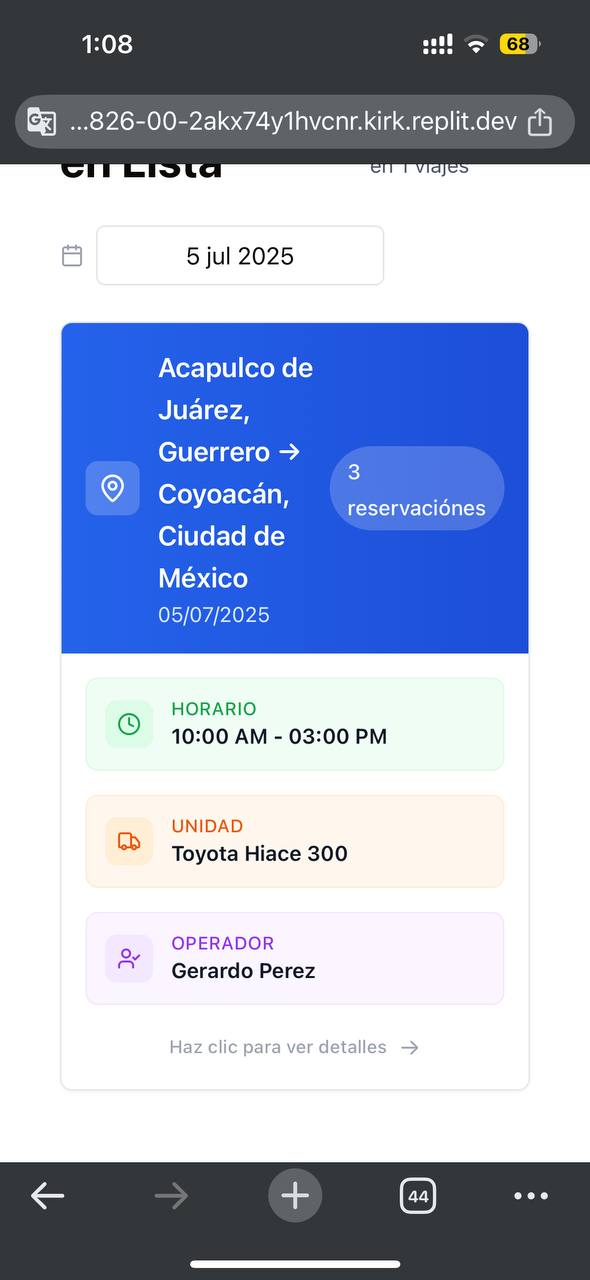 1:08
68
...826-00-2akx74y1hvcnr.kirk.replit.dev
en Lista
en 1 viajes
5 jul 2025
Acapulco de
Juárez,
Guerrero →
Coyoacán,
Ciudad de
México
05/07/2025
3
reservaciónes
HORARIO
10:00 AM - 03:00 PM
UNIDAD
Toyota Hiace 300
OPERADOR
Gerardo Perez
Haz clic para ver detalles →
44